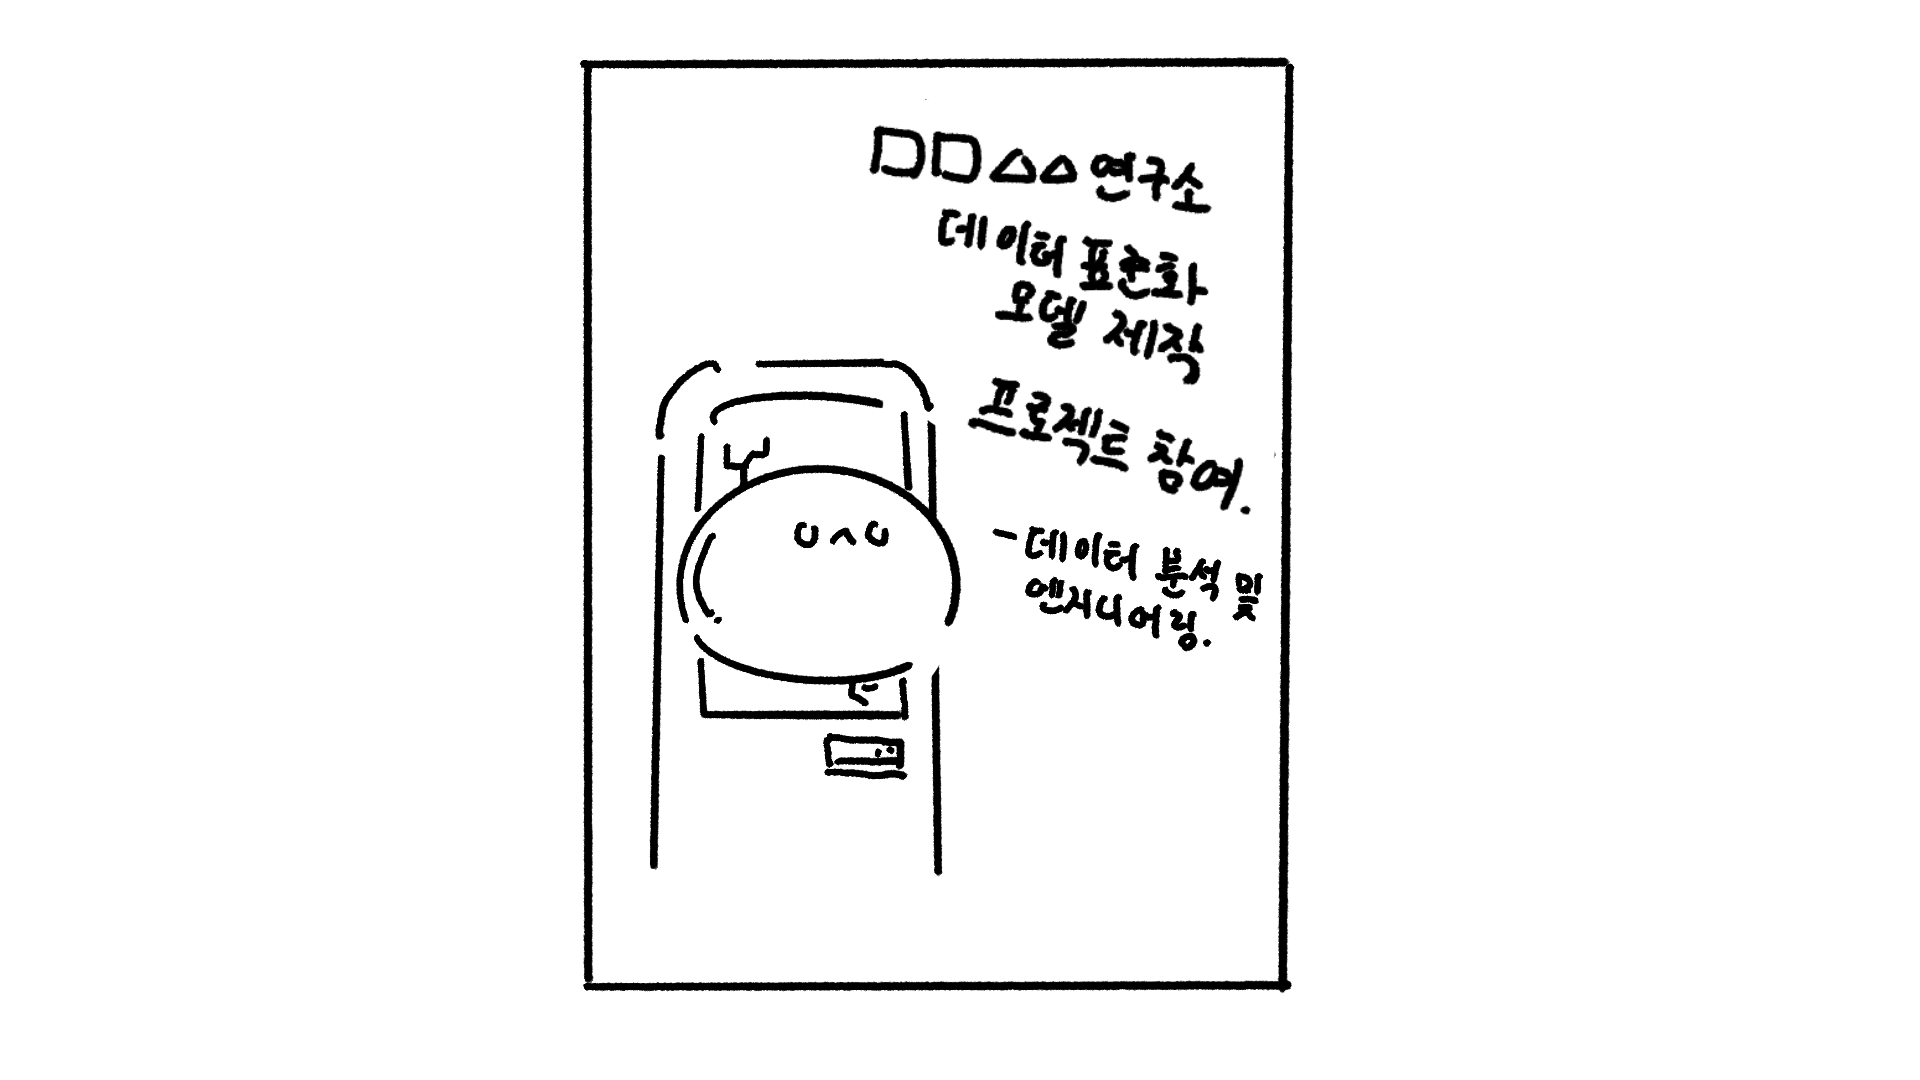 □□△△ 연구소
데이터 표준화
모델 제작
프로젝트 참여.
- 데이터 분석 및
엔지니어링.